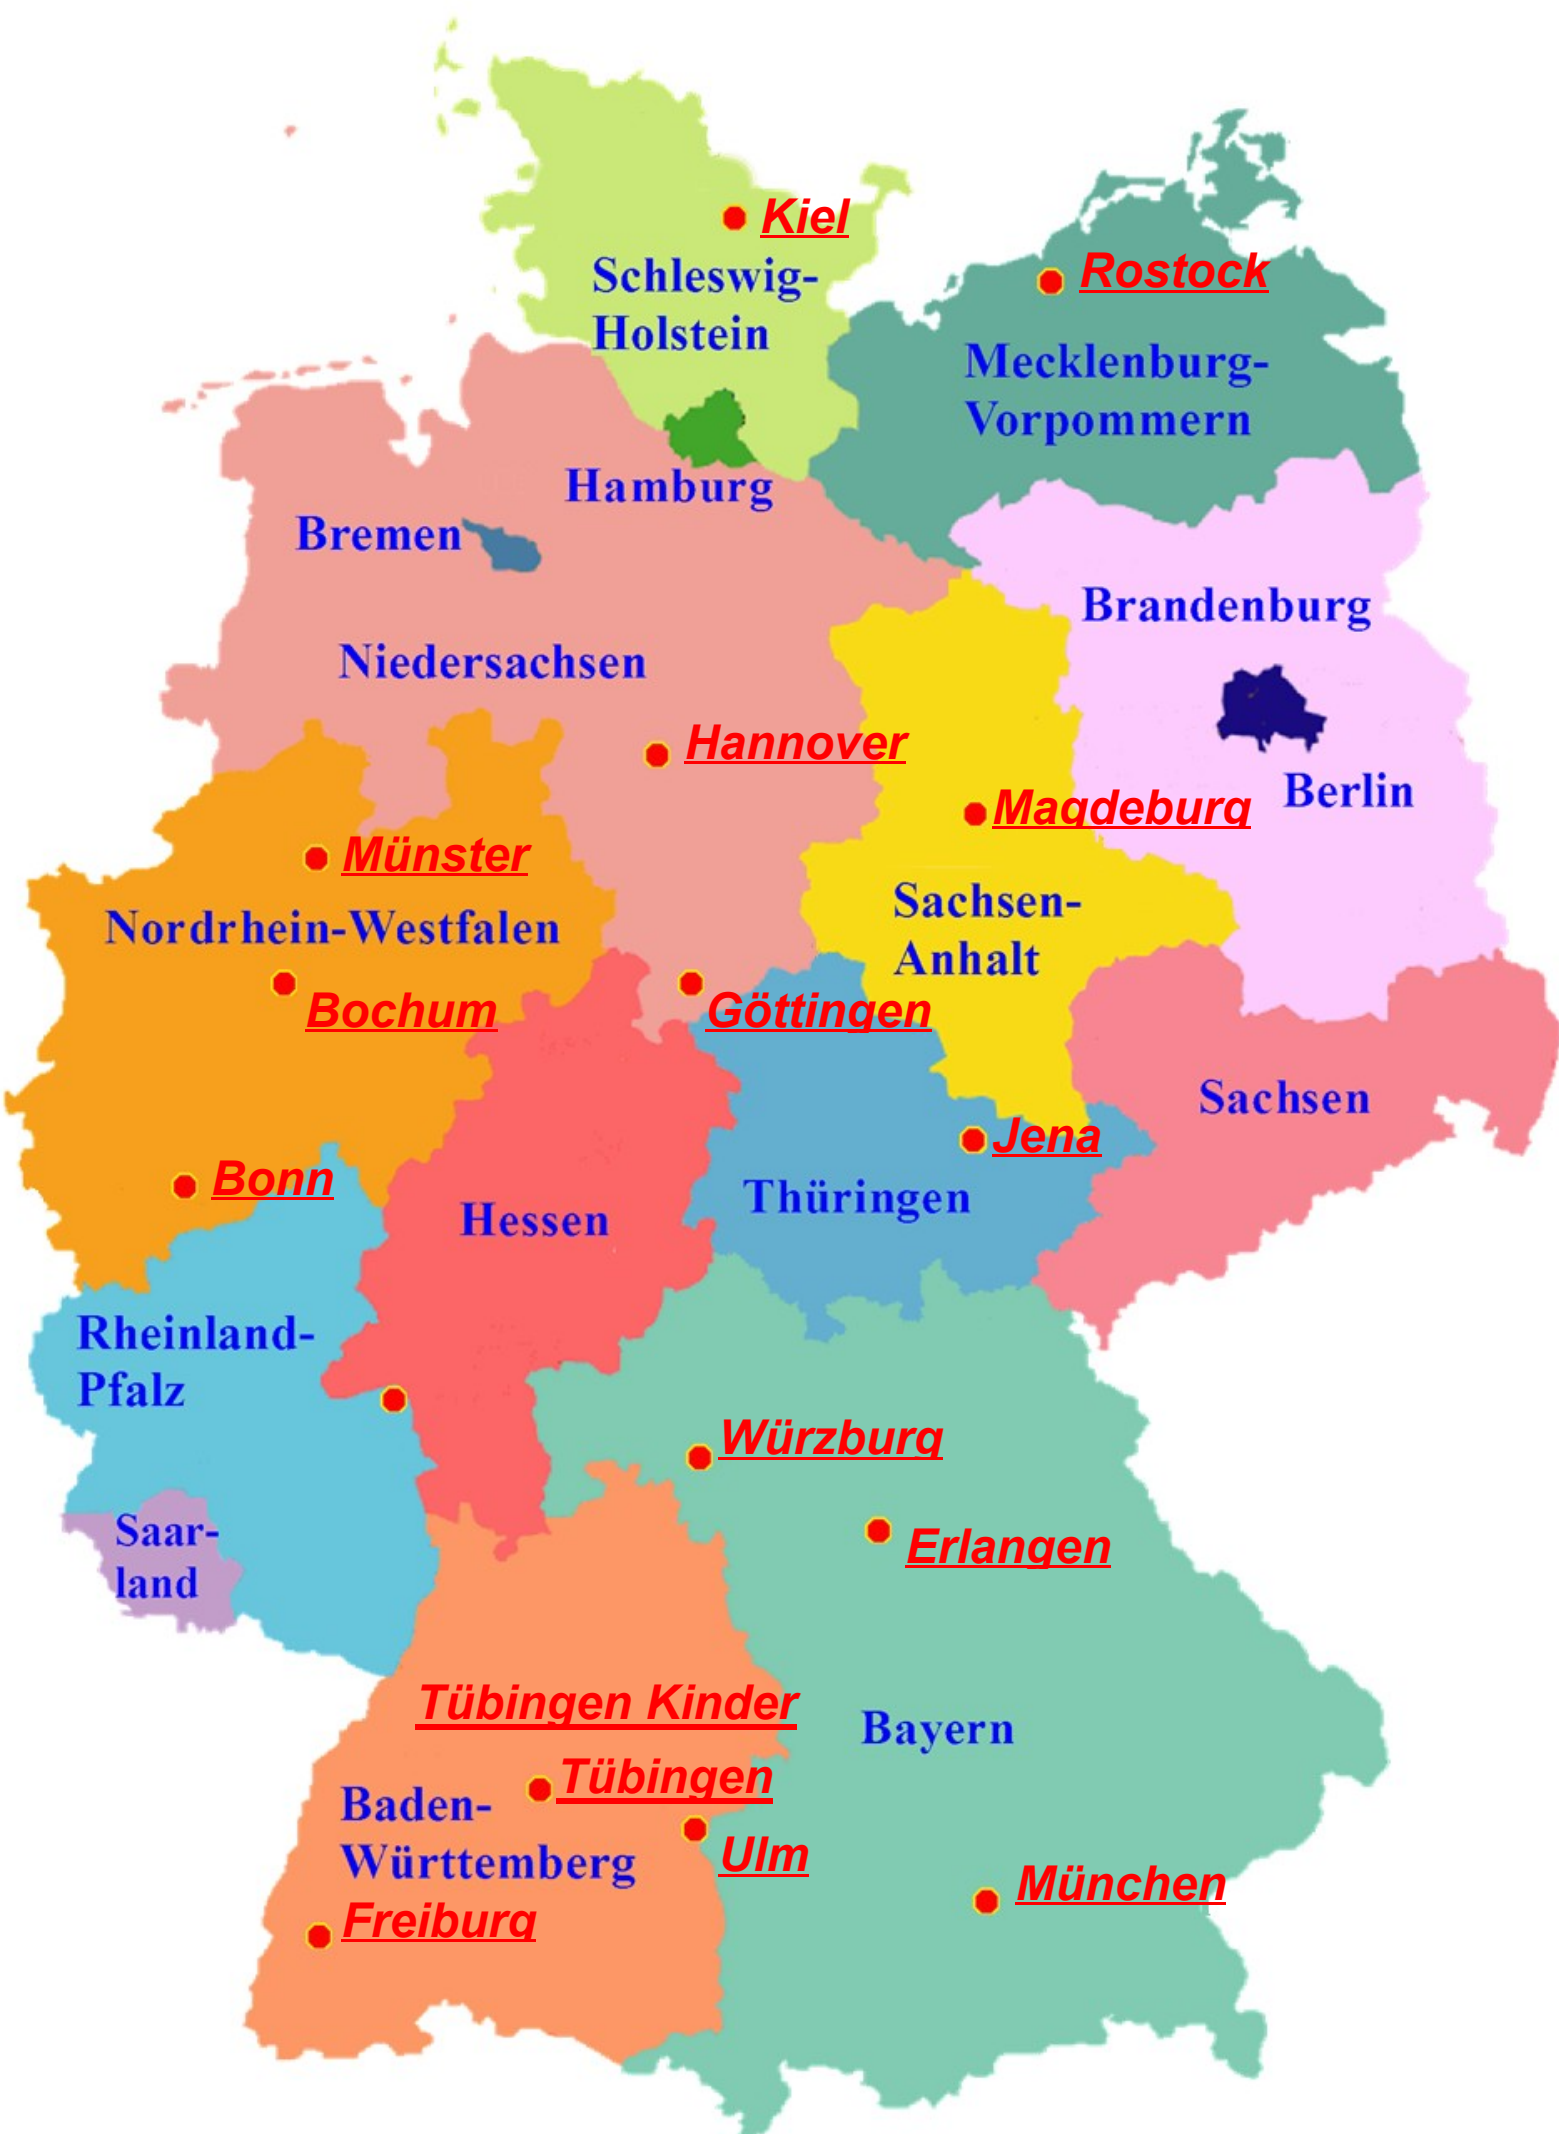 Kiel
Schleswig-
Holstein
Rostock
Mecklenburg-
Vorpommern
Hamburg
Bremen
Brandenburg
Niedersachsen
Hannover
Berlin
Magdeburg
Münster
Sachsen-
Anhalt
Nordrhein-Westfalen
Bochum
Göttingen
Sachsen
Jena
Bonn
Thüringen
Hessen
Rheinland-
Pfalz
Würzburg
Saar-
land
Erlangen
Tübingen Kinder
Bayern
Tübingen
Baden-
Württemberg
Ulm
München
Freiburg